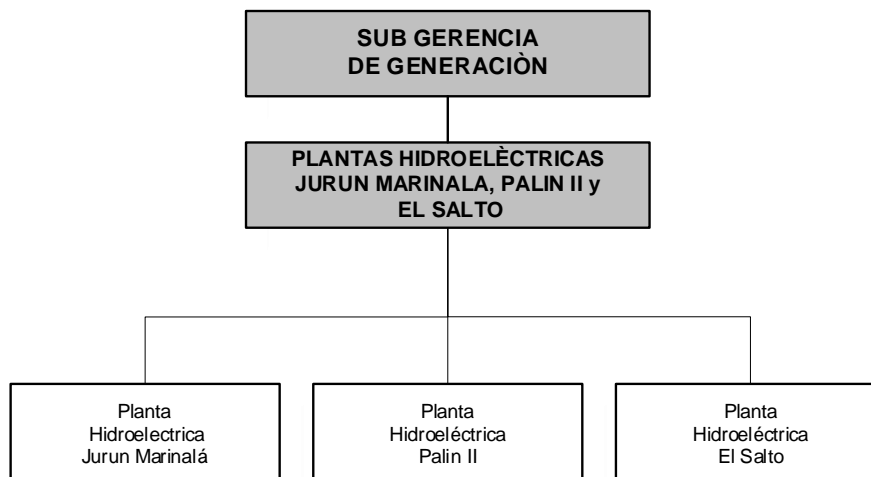 SUB GERENCIA
DE GENERACIÒN
PLANTAS HIDROELÈCTRICAS
JURUN MARINALA, PALIN II y
EL SALTO
Planta
Hidroelectrica
Jurun Marinalá
Planta
Hidroeléctrica
Palin II
Planta
Hidroeléctrica
El Salto